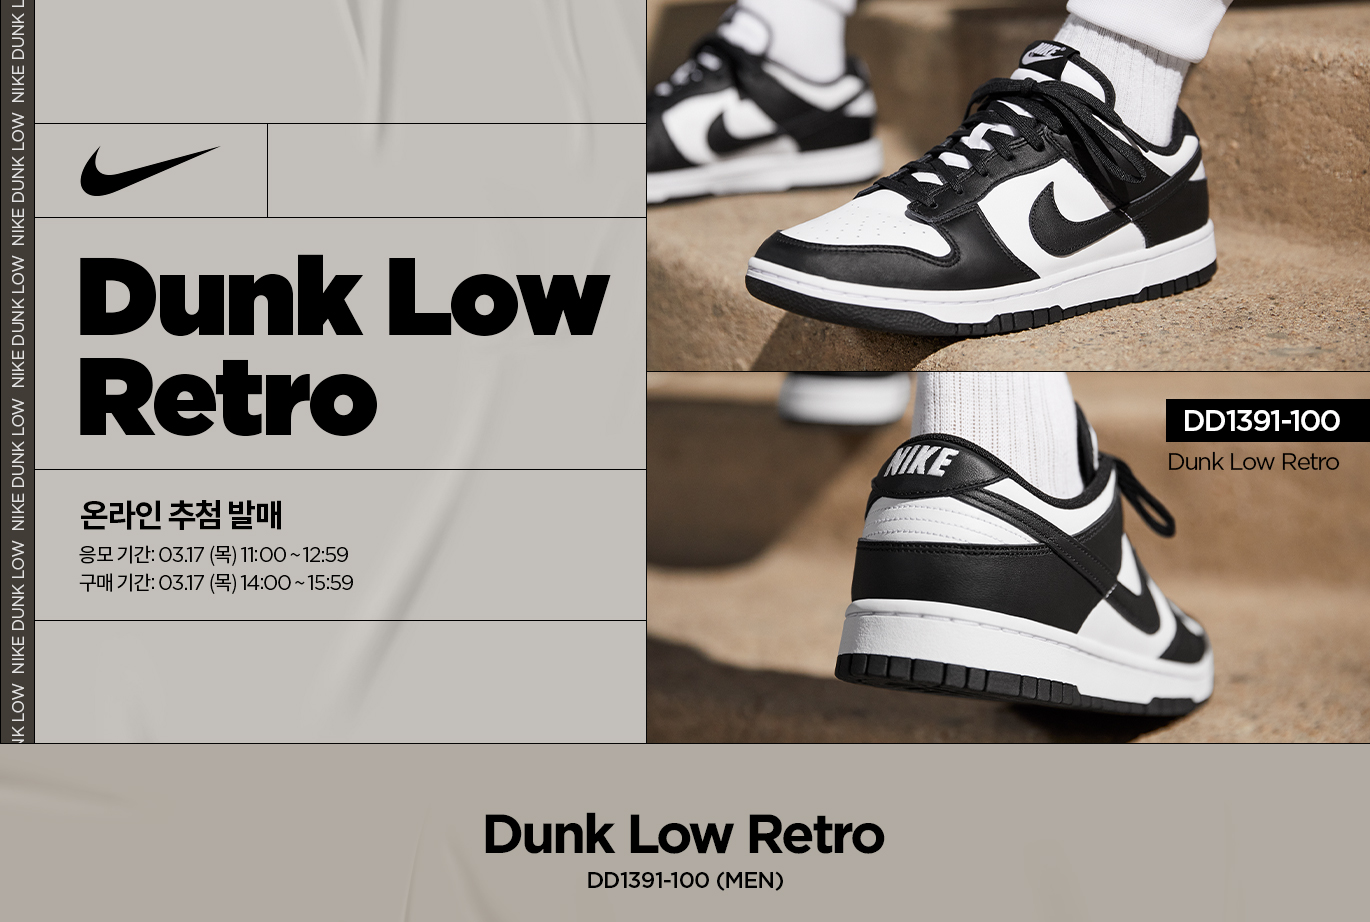 NIKE DUNK LOW NIKE DUNK LOW NIKE DUNK LOW NIKE DUNK LOW NIKE DUNK LOW
Dunk Low
Retro
온라인 추첨 발매
응모 기간: 03.17 (목) 11:00 ~ 12:59
구매 기간: 03.17 (목) 14:00 ~ 15:59
NIKE
NIKE
DD1391-100
Dunk Low Retro
Dunk Low Retro
DD1391-100 (MEN)